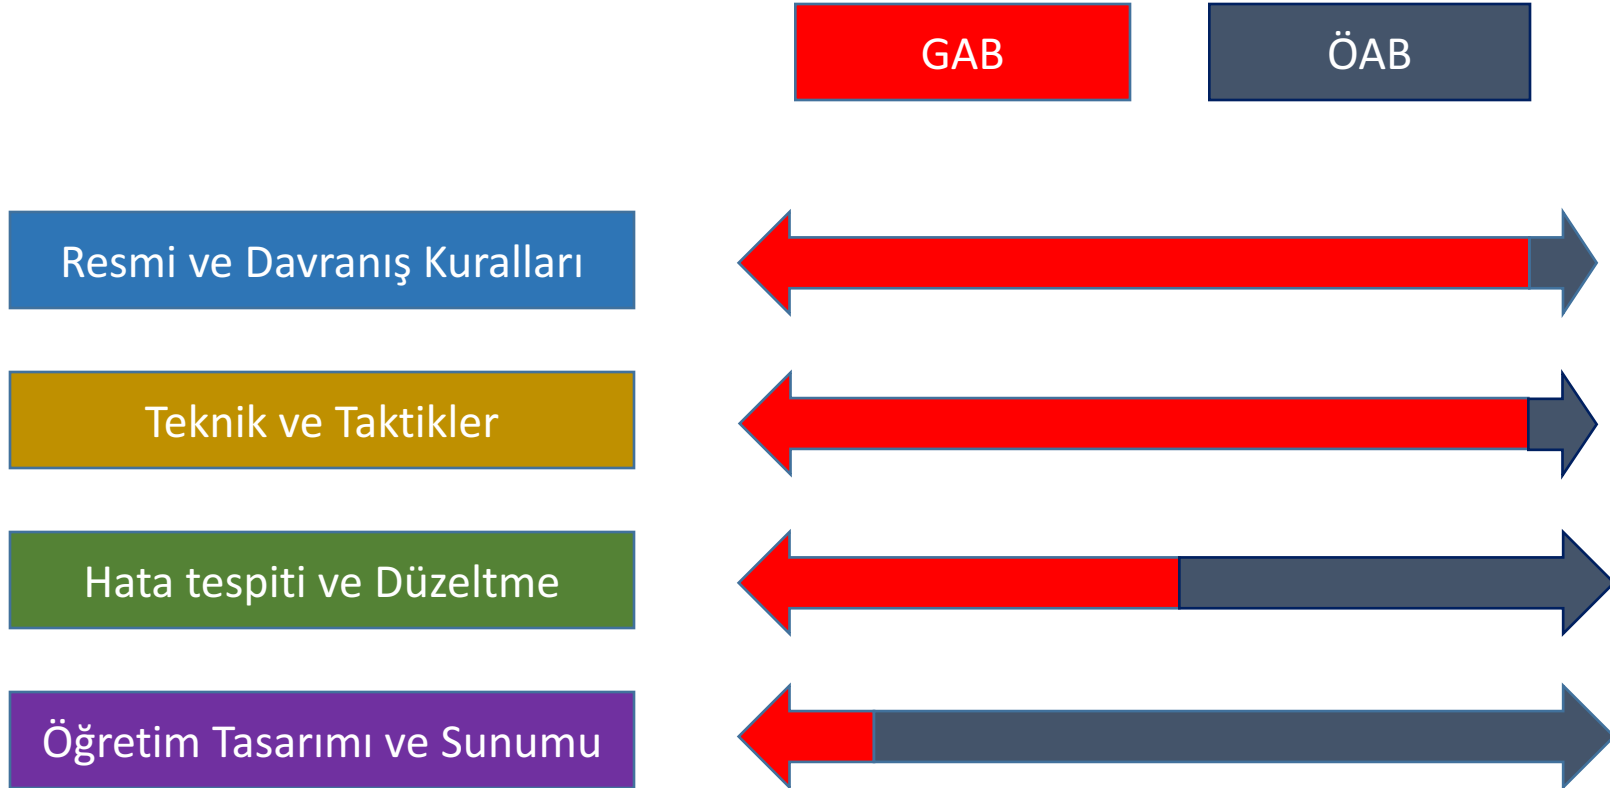 GAB
ÖAB
Resmi ve Davranış Kuralları
Teknik ve Taktikler
Hata tespiti ve Düzeltme
Öğretim Tasarımı ve Sunumu